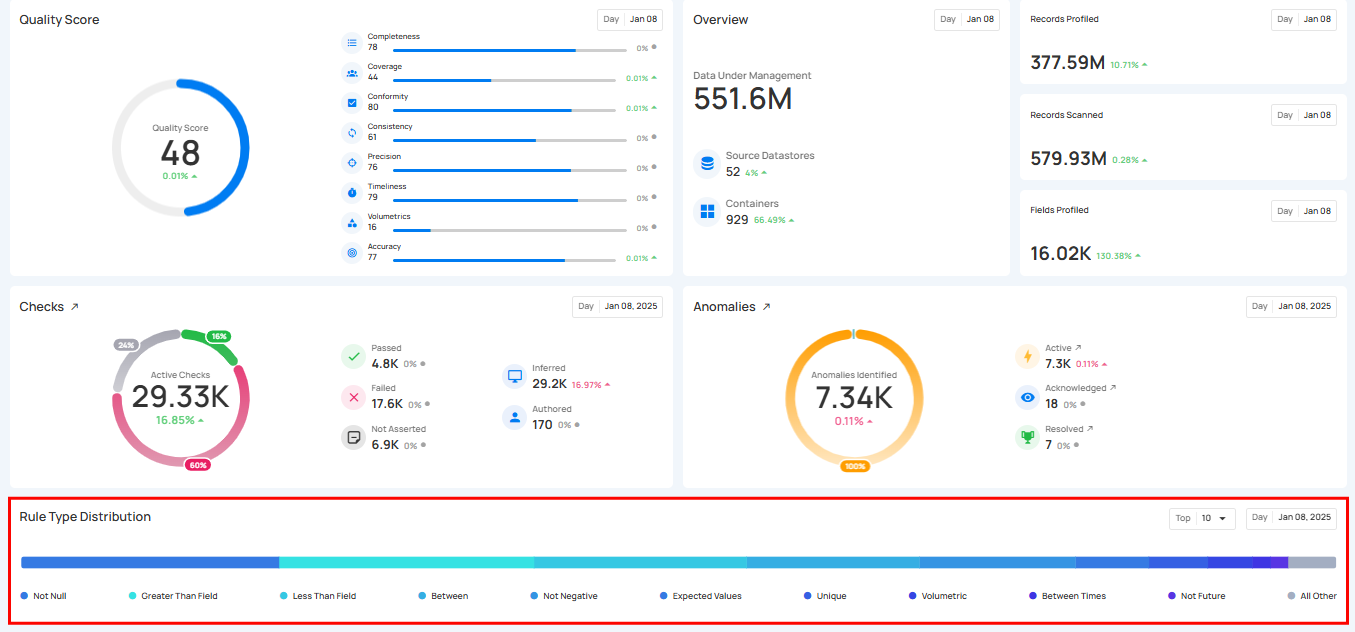 Quality Score
Day Jan 08
Quality Score
48
0.01%
Completeness
78
0%
Coverage
44
0.01%
Conformity
80
0.01%
Consistency
61
0%
Precision
76
0%
Timeliness
79
0%
Volumetrics
16
0%
Accuracy
77
0.01%
Overview
Day Jan 08
Data Under Management
551.6M
Source Datastores
52 4%
Containers
929 66.49%
Records Profiled
Day Jan 08
377.59M 10.71%
Records Scanned
Day Jan 08
579.93M 0.28%
Fields Profiled
Day Jan 08
16.02K 130.38%
Checks
Day Jan 08, 2025
24%
16%
Active Checks
29.33K
16.85%
60%
Passed
4.8K 0%
Failed
17.6K 0%
Not Asserted
6.9K 0%
Inferred
29.2K 16.97%
Authored
170 0%
Anomalies
Day Jan 08, 2025
Anomalies Identified
7.34K
0.11%
100%
Active
7.3K 0.11%
Acknowledged
18 0%
Resolved
7 0%
Rule Type Distribution
Top 10
Day Jan 08, 2025
Not Null Greater Than Field Less Than Field Between Not Negative Expected Values Unique Volumetric Between Times Not Future All Other